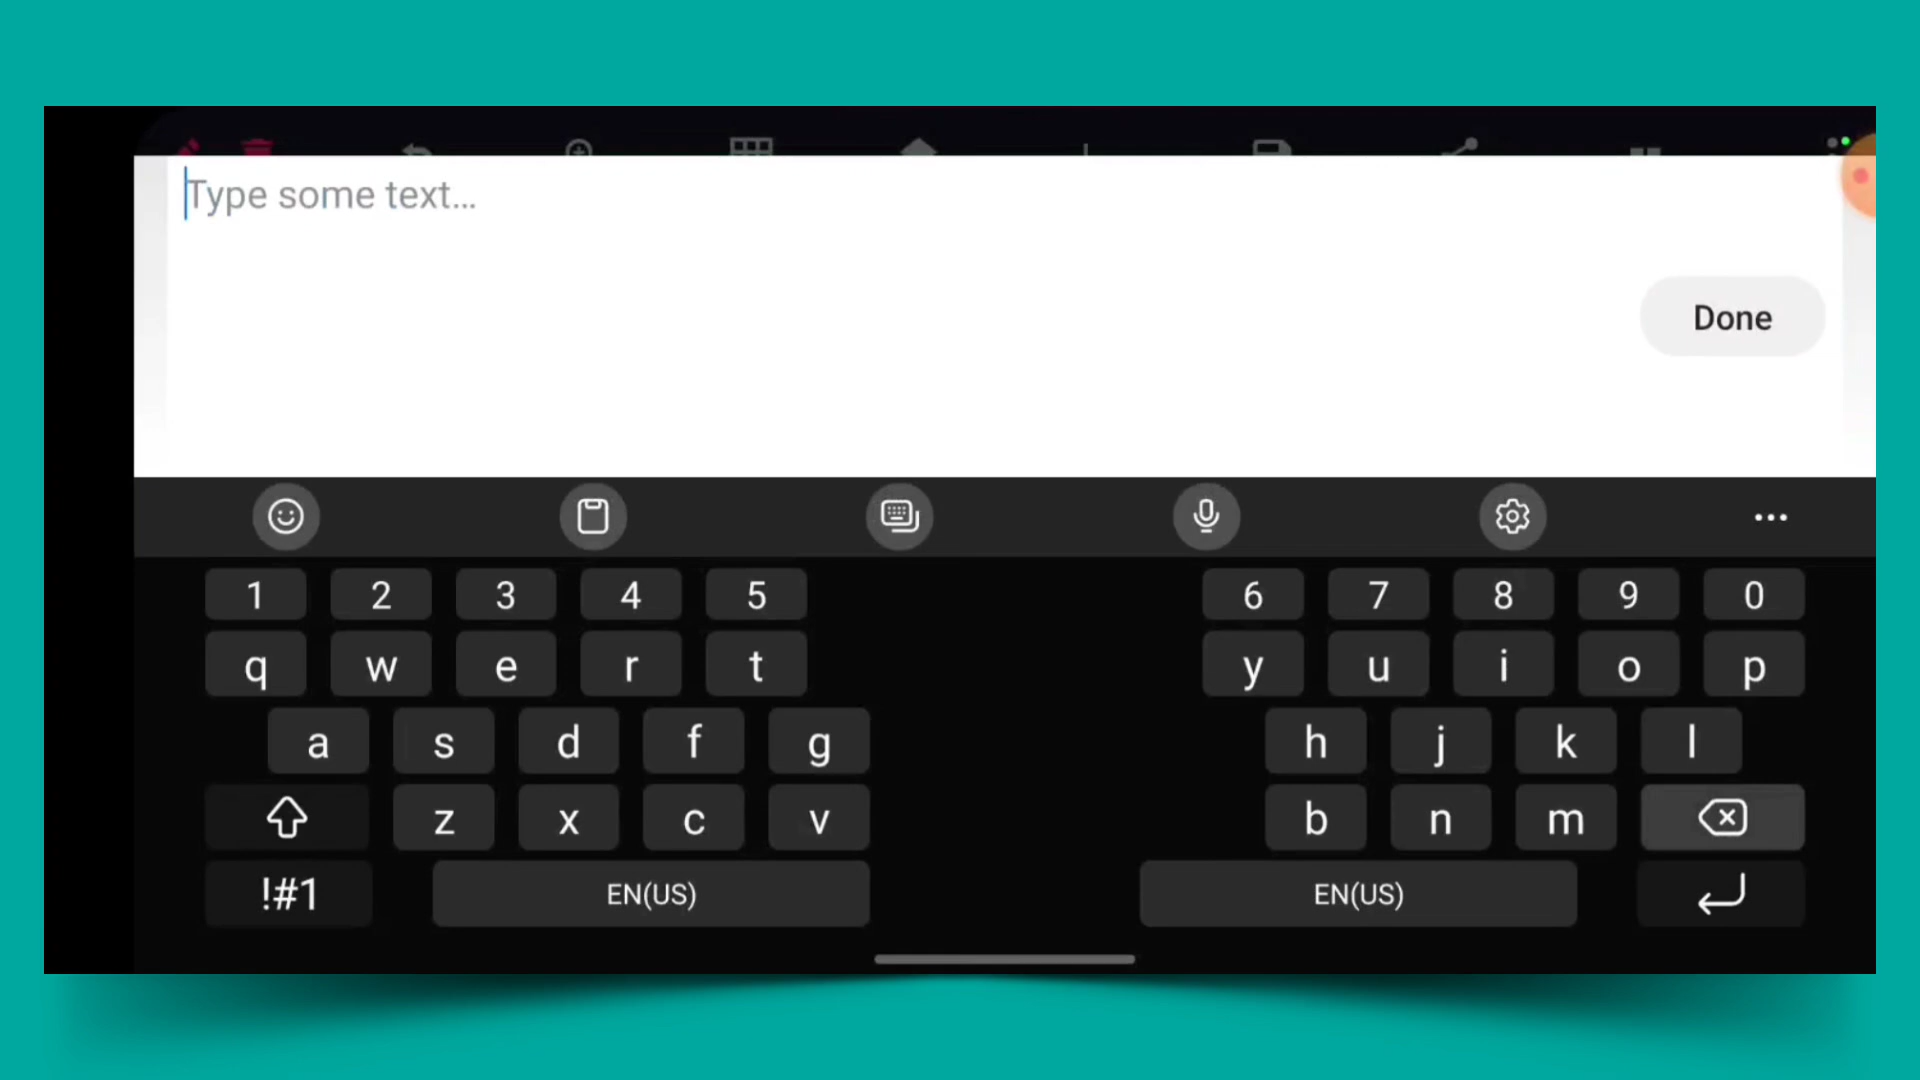 Type some text...
Done
1 2 3 4 5 6 7 8 9 0
q w e r t y u i o p
a s d f g h j k l
z x c v b n m
!#1 EN(US) EN(US)